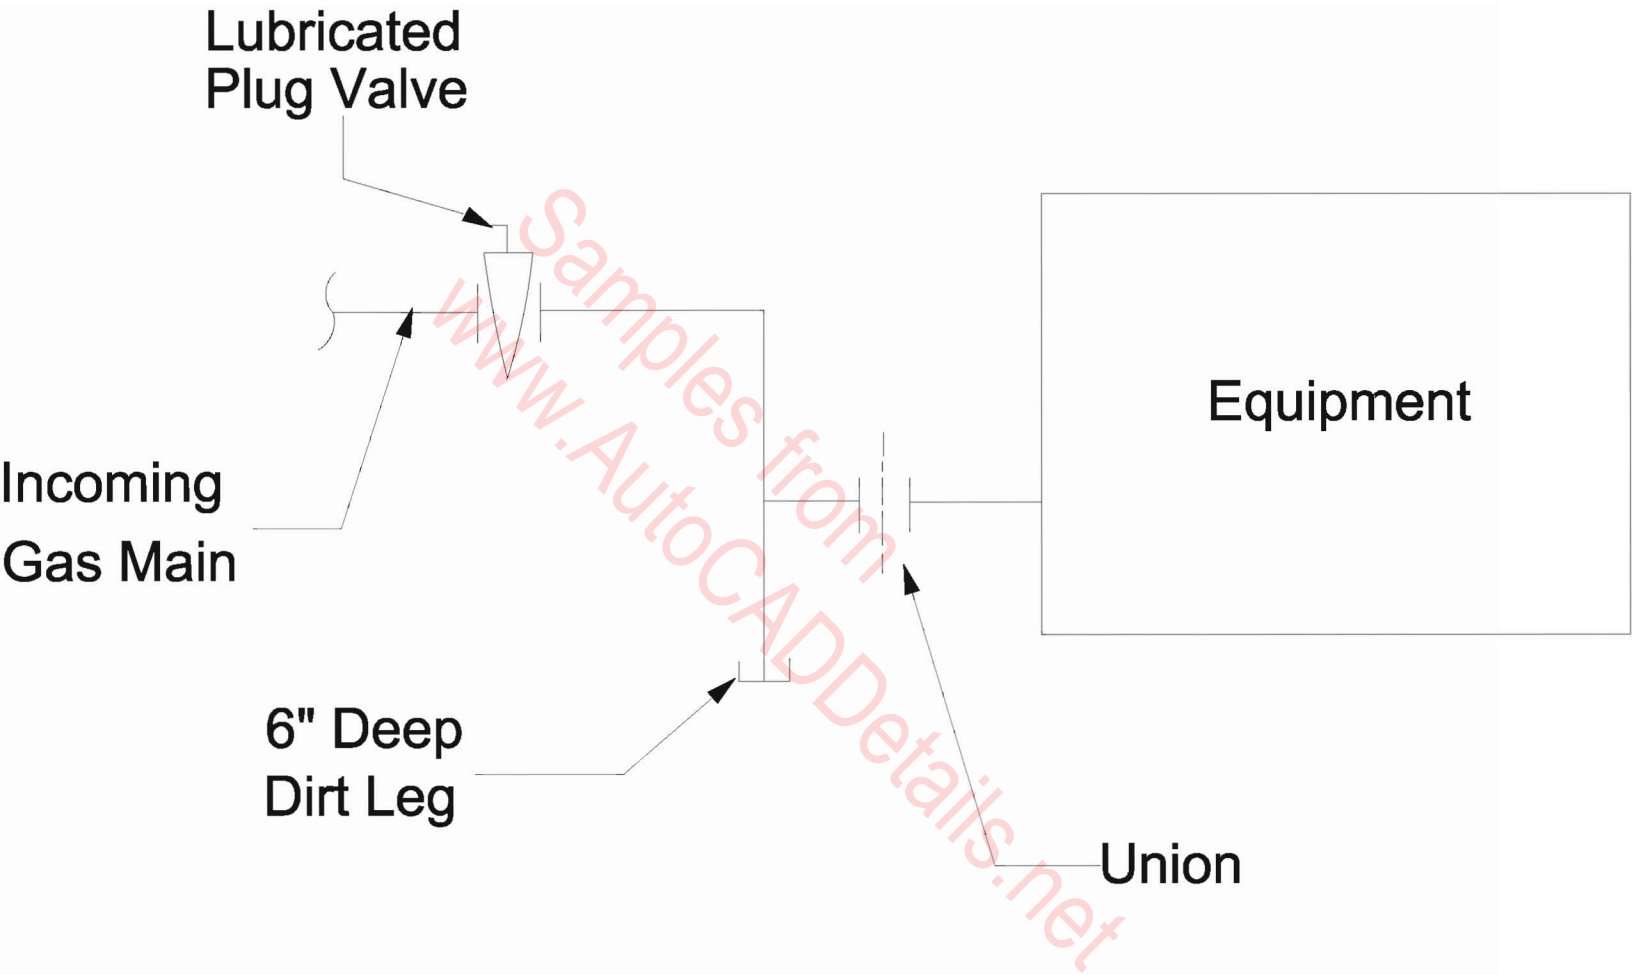 Lubricated
Plug Valve
Incoming
Gas Main
Equipment
6" Deep
Dirt Leg
Union
Samples from
www.AutoCADDetails.net